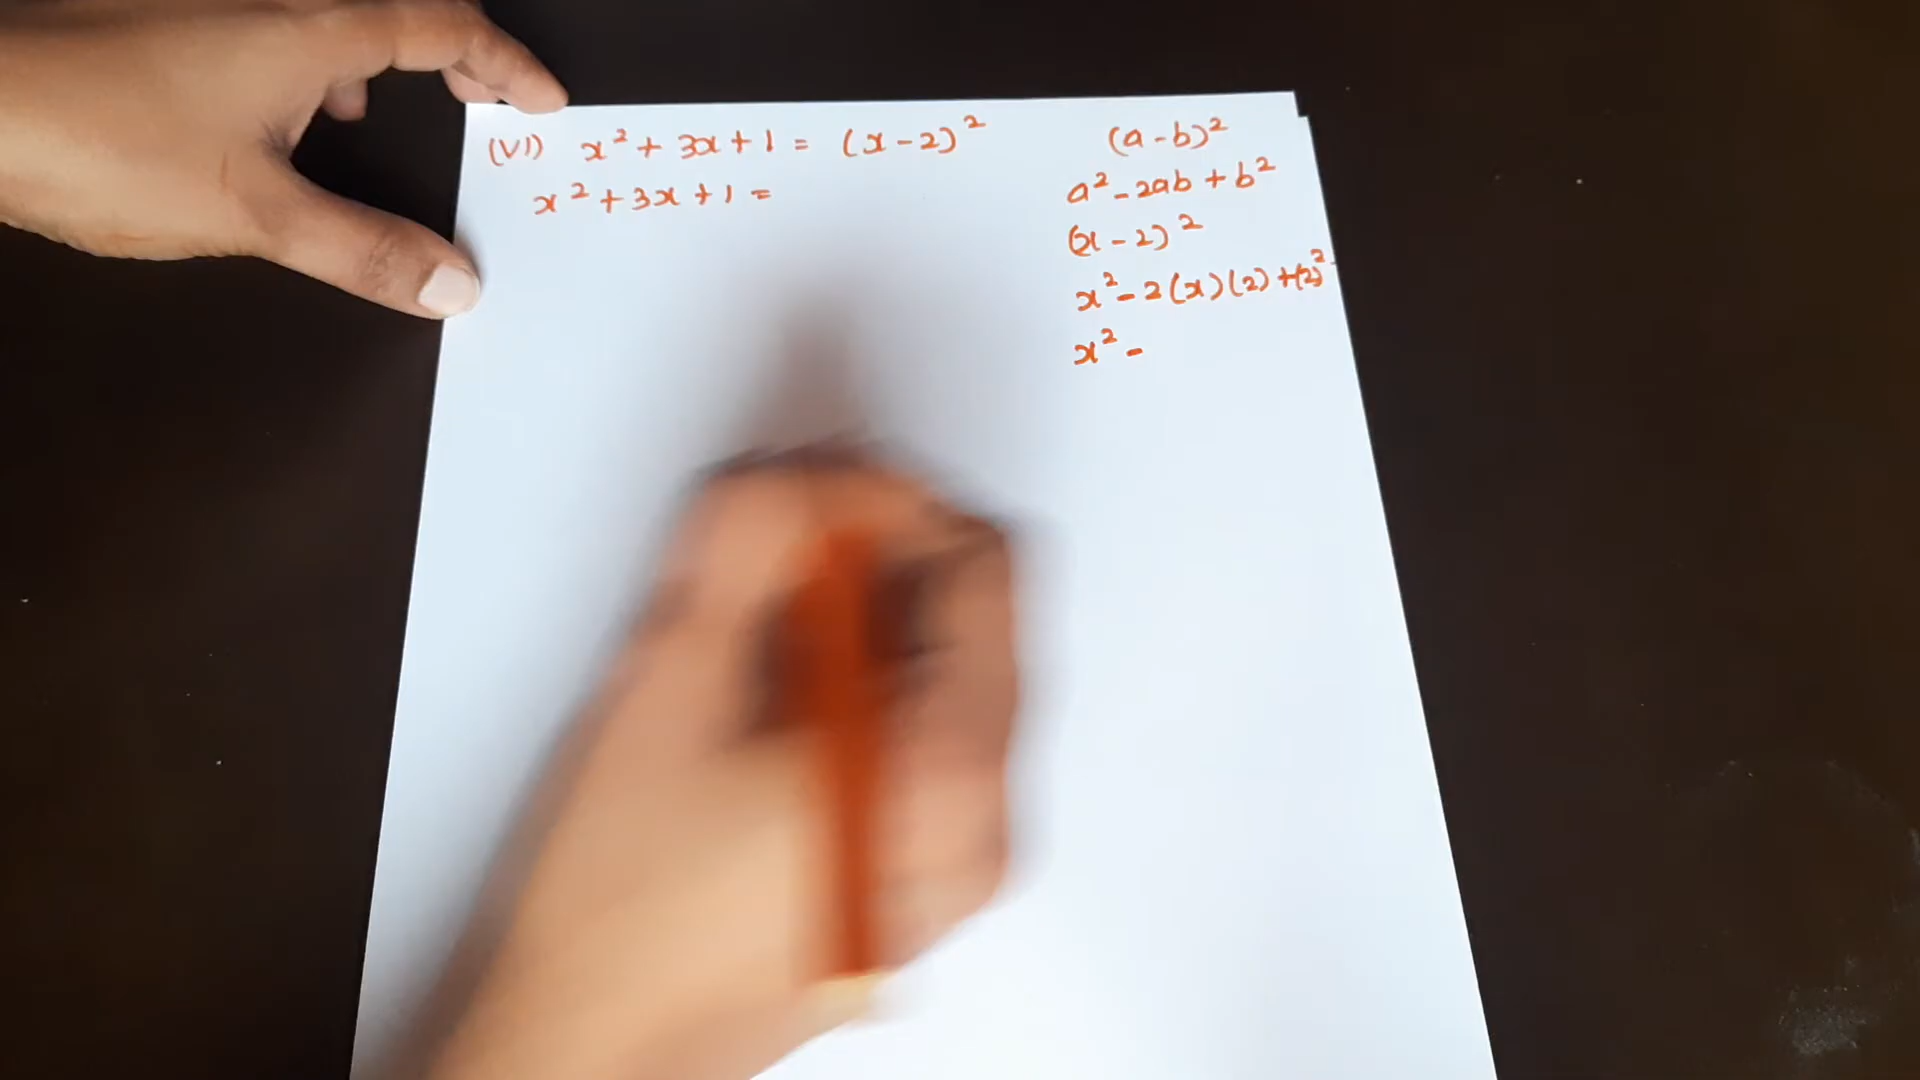 (VI) x² + 3x + 1 = (x - 2)²
x² + 3x + 1 =
(a - b)²
a² - 2ab + b²
(x - 2)²
x² - 2(x)(2) + (2)²
x² -